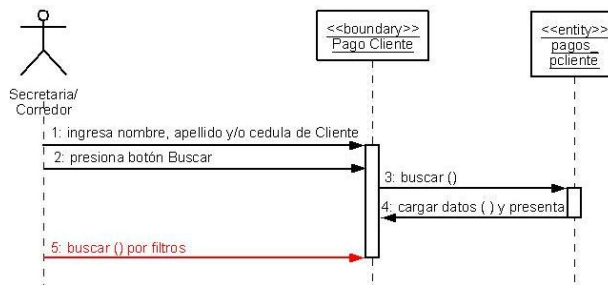 <<boundary>>
Pago Cliente
<<entity>>
pagos_
pcliente
Secretaria/
Corredor
1: ingresa nombre, apellido y/o cedula de Cliente
2: presiona botón Buscar
3: buscar ()
4: cargar datos ( ) y presenta
5: buscar () por filtros